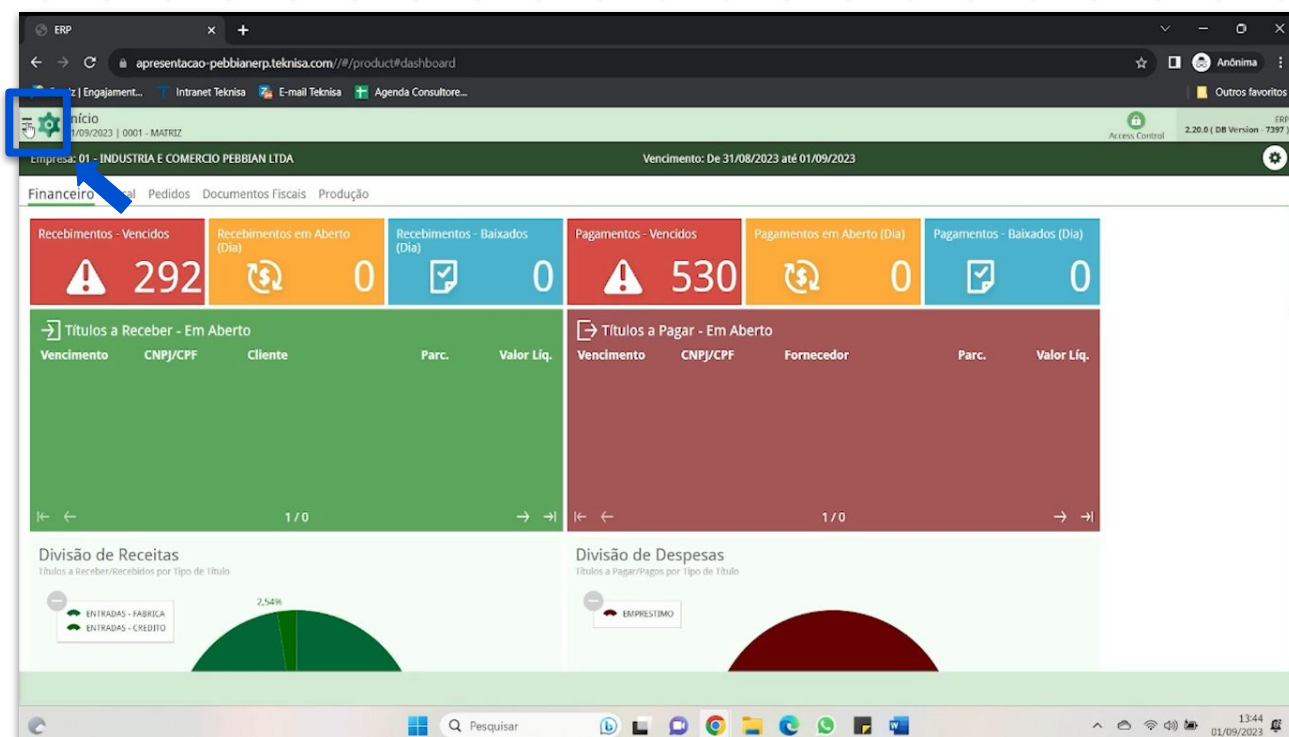 ERP
apresentacao-pebbianerp.teknisa.com//#/product#dashboard
Anônima
Engajament...
Intranet Teknisa
E-mail Teknisa
Agenda Consultore...
Outros favoritos
/09/2023 | 0001 - MATRIZ
Access Control
ERP
2.20.0 ( DB Version - 7397 )
Empresa: 01 - INDUSTRIA E COMERCIO PEBBIAN LTDA
Vencimento: De 31/08/2023 até 01/09/2023
Financeiro
Pedidos
Documentos Fiscais
Produção
Recebimentos - Vencidos
292
Recebimentos em Aberto
(Dia)
0
Recebimentos - Baixados
(Dia)
0
Pagamentos - Vencidos
530
Pagamentos em Aberto (Dia)
0
Pagamentos - Baixados (Dia)
0
Títulos a Receber - Em Aberto
Vencimento CNPJ/CPF Cliente Parc. Valor Líq.
1 / 0
Títulos a Pagar - Em Aberto
Vencimento CNPJ/CPF Fornecedor Parc. Valor Líq.
1 / 0
Divisão de Receitas
Títulos a Receber/Recebidos por Tipo de Título
ENTRADAS - FABRICA
ENTRADAS - CREDITO
2,54%
Divisão de Despesas
Títulos a Pagar/Pagos por Tipo de Título
EMPRESTIMO
Pesquisar
13:44
01/09/2023